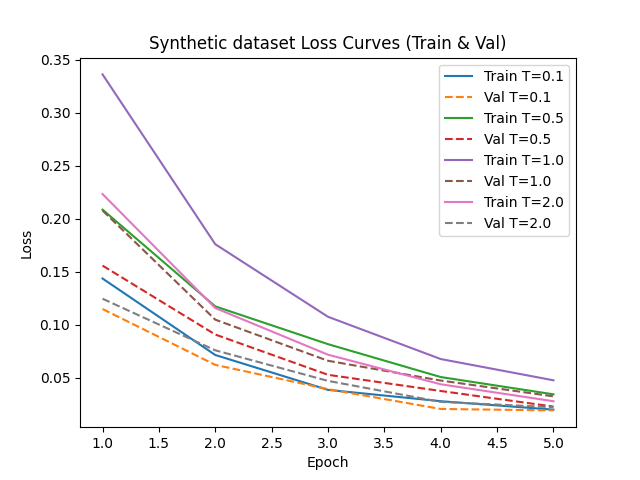 Synthetic dataset Loss Curves (Train & Val)
0.35
0.30
0.25
0.20
0.15
0.10
0.05
Loss
Train T=0.1
Val T=0.1
Train T=0.5
Val T=0.5
Train T=1.0
Val T=1.0
Train T=2.0
Val T=2.0
1.0 1.5 2.0 2.5 3.0 3.5 4.0 4.5 5.0
Epoch